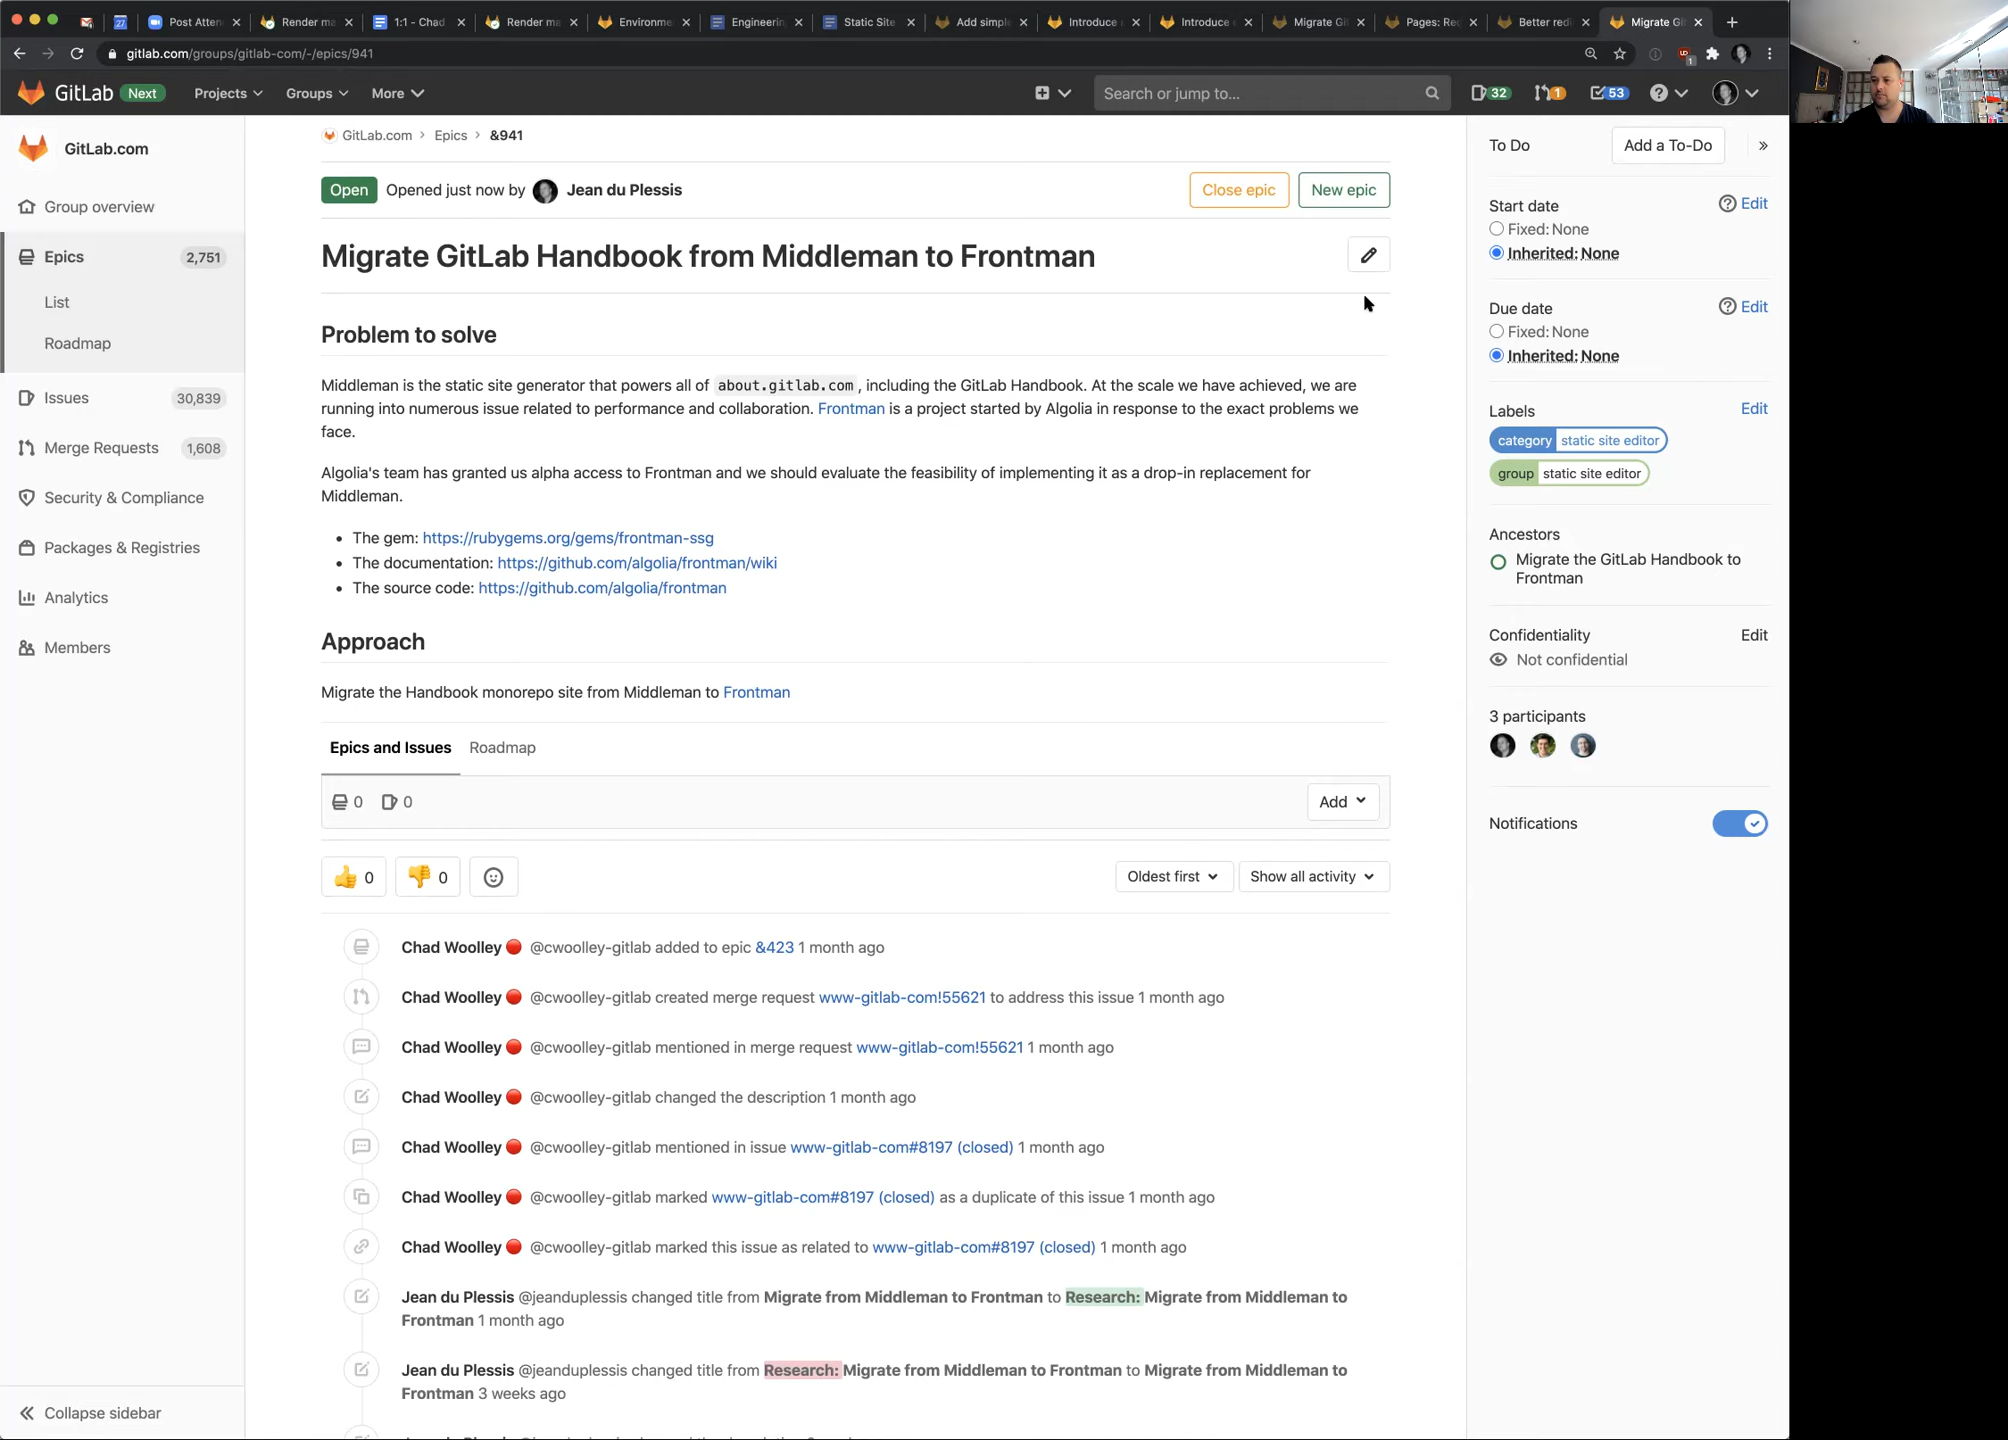 27
Post Atten
Render ma
1:1 - Chad
Render ma
Environme
Engineerin
Static Site
Add simpl
Introduce
Introduce
Migrate Gi
Pages: Re
Better redi
Migrate Gi
gitlab.com/groups/gitlab-com/-/epics/941
GitLab Next Projects Groups More
Search or jump to...
32 1 53
GitLab.com
Group overview
Epics 2,751
List
Roadmap
Issues 30,839
Merge Requests 1,608
Security & Compliance
Packages & Registries
Analytics
Members
Collapse sidebar
GitLab.com > Epics > &941
Open Opened just now by Jean du Plessis
Close epic New epic
Migrate GitLab Handbook from Middleman to Frontman
Problem to solve
Middleman is the static site generator that powers all of about.gitlab.com, including the GitLab Handbook. At the scale we have achieved, we are
running into numerous issue related to performance and collaboration. Frontman is a project started by Algolia in response to the exact problems we
face.
Algolia's team has granted us alpha access to Frontman and we should evaluate the feasibility of implementing it as a drop-in replacement for
Middleman.
• The gem: https://rubygems.org/gems/frontman-ssg
• The documentation: https://github.com/algolia/frontman/wiki
• The source code: https://github.com/algolia/frontman
Approach
Migrate the Handbook monorepo site from Middleman to Frontman
Epics and Issues Roadmap
0 0 Add
0 0
Oldest first Show all activity
Chad Woolley @cwoolley-gitlab added to epic &423 1 month ago
Chad Woolley @cwoolley-gitlab created merge request www-gitlab-com!55621 to address this issue 1 month ago
Chad Woolley @cwoolley-gitlab mentioned in merge request www-gitlab-com!55621 1 month ago
Chad Woolley @cwoolley-gitlab changed the description 1 month ago
Chad Woolley @cwoolley-gitlab mentioned in issue www-gitlab-com#8197 (closed) 1 month ago
Chad Woolley @cwoolley-gitlab marked www-gitlab-com#8197 (closed) as a duplicate of this issue 1 month ago
Chad Woolley @cwoolley-gitlab marked this issue as related to www-gitlab-com#8197 (closed) 1 month ago
Jean du Plessis @jeanduplessis changed title from Migrate from Middleman to Frontman to Research: Migrate from Middleman to
Frontman 1 month ago
Jean du Plessis @jeanduplessis changed title from Research: Migrate from Middleman to Frontman to Migrate from Middleman to
Frontman 3 weeks ago
To Do Add a To-Do
Start date Edit
Fixed: None
Inherited: None
Due date Edit
Fixed: None
Inherited: None
Labels Edit
category static site editor
group static site editor
Ancestors
Migrate the GitLab Handbook to
Frontman
Confidentiality Edit
Not confidential
3 participants
Notifications